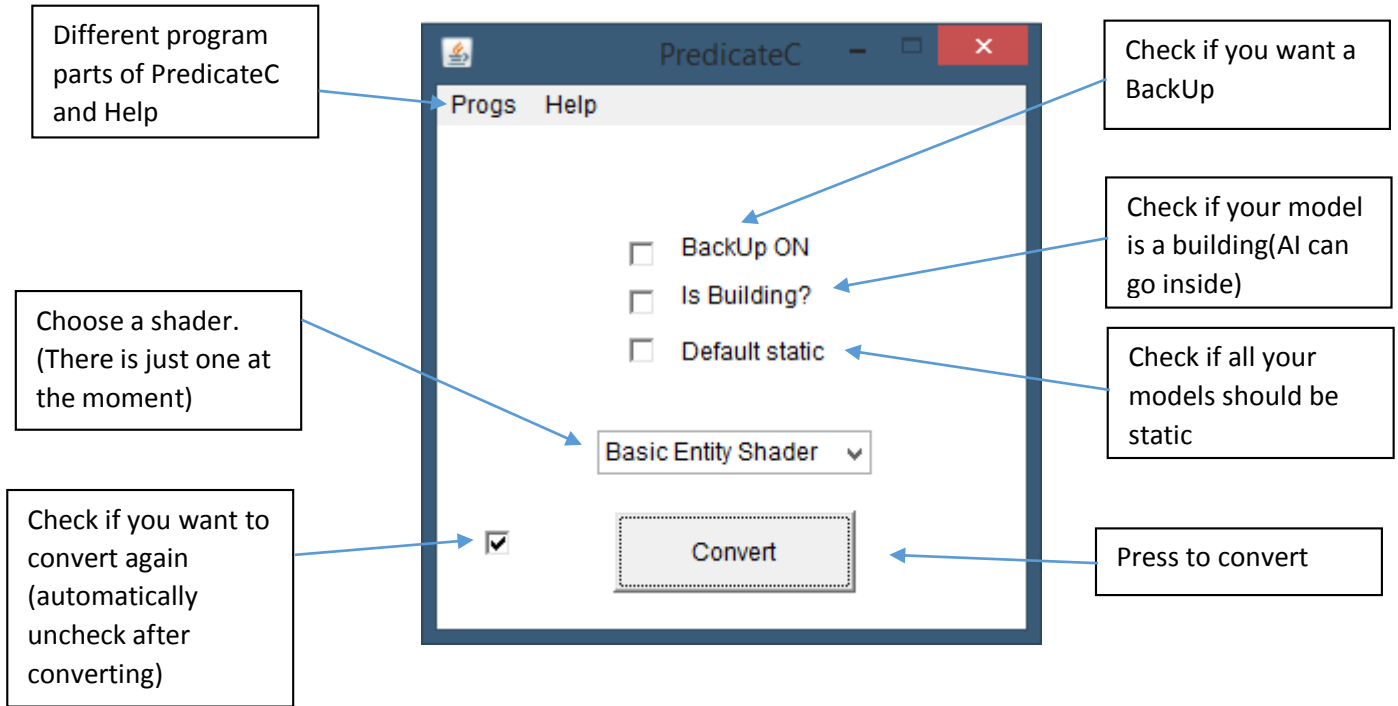 Different program
parts of PredicateC
and Help
PredicateC
Progs Help
Check if you want a
BackUp
BackUp ON
Is Building?
Default static
Check if your model
is a building(AI can
go inside)
Choose a shader.
(There is just one at
the moment)
Check if all your
models should be
static
Basic Entity Shader
Check if you want to
convert again
(automatically
uncheck after
converting)
Convert
Press to convert